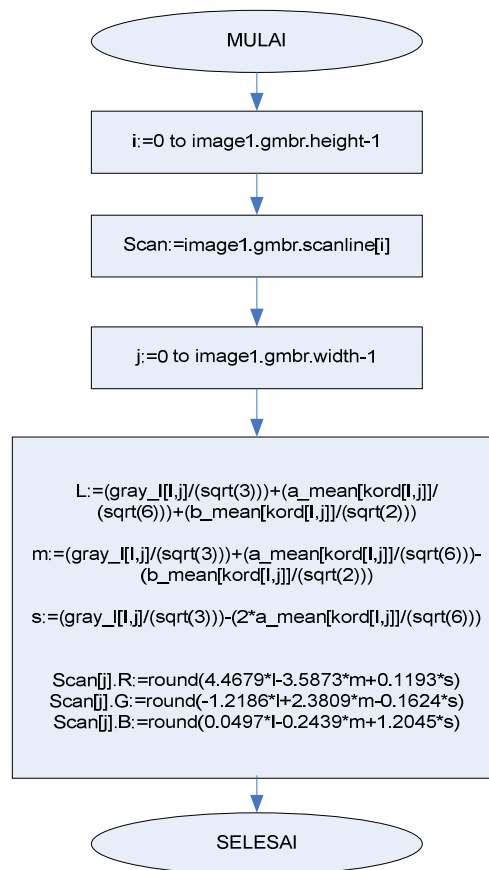 MULAI
i:=0 to image1.gmbr.height-1
Scan:=image1.gmbr.scanline[i]
j:=0 to image1.gmbr.width-1
L:=(gray_l[I,j]/(sqrt(3)))+(a_mean[kord[I,j]]/
(sqrt(6)))+(b_mean[kord[I,j]]/(sqrt(2)))
m:=(gray_l[I,j]/(sqrt(3)))+(a_mean[kord[I,j]]/(sqrt(6)))-
(b_mean[kord[I,j]]/(sqrt(2)))
s:=(gray_l[I,j]/(sqrt(3)))-(2*a_mean[kord[I,j]]/(sqrt(6)))
Scan[j].R:=round(4.4679*l-3.5873*m+0.1193*s)
Scan[j].G:=round(-1.2186*l+2.3809*m-0.1624*s)
Scan[j].B:=round(0.0497*l-0.2439*m+1.2045*s)
SELESAI